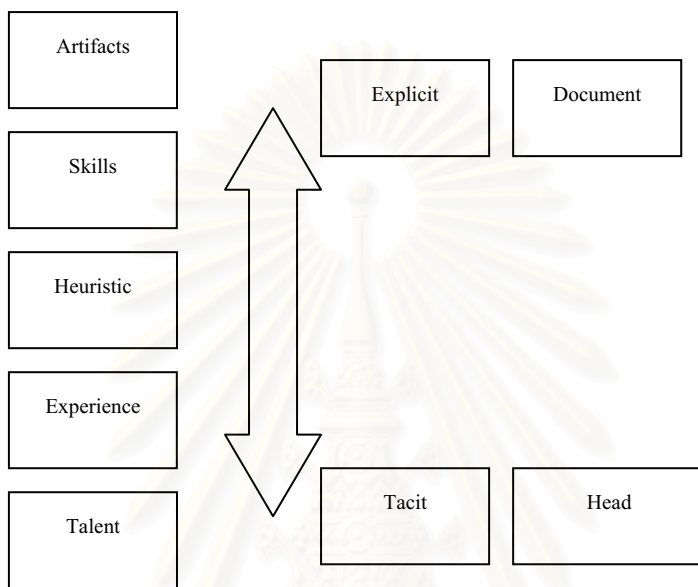 Artifacts
Explicit
Document
Skills
Heuristic
Experience
Tacit
Head
Talent